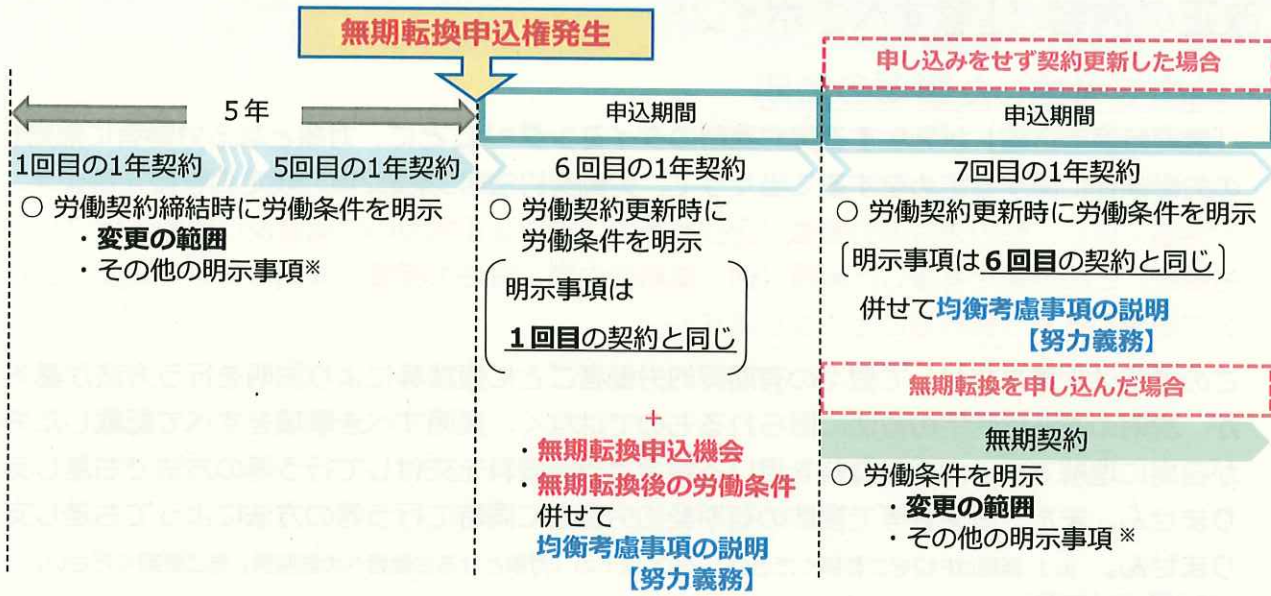 無期転換申込権発生
申し込みをせず契約更新した場合
5年
申込期間
申込期間
1回目の1年契約
5回目の1年契約
6回目の1年契約
7回目の1年契約
○ 労働契約締結時に労働条件を明示
・変更の範囲
・その他の明示事項※
○ 労働契約更新時に
労働条件を明示
明示事項は
1回目の契約と同じ
+
・無期転換申込機会
・無期転換後の労働条件
併せて
均衡考慮事項の説明
【努力義務】
○ 労働契約更新時に労働条件を明示
〔明示事項は6回目の契約と同じ〕
併せて均衡考慮事項の説明
【努力義務】
無期転換を申し込んだ場合
無期契約
○ 労働条件を明示
・変更の範囲
・その他の明示事項※